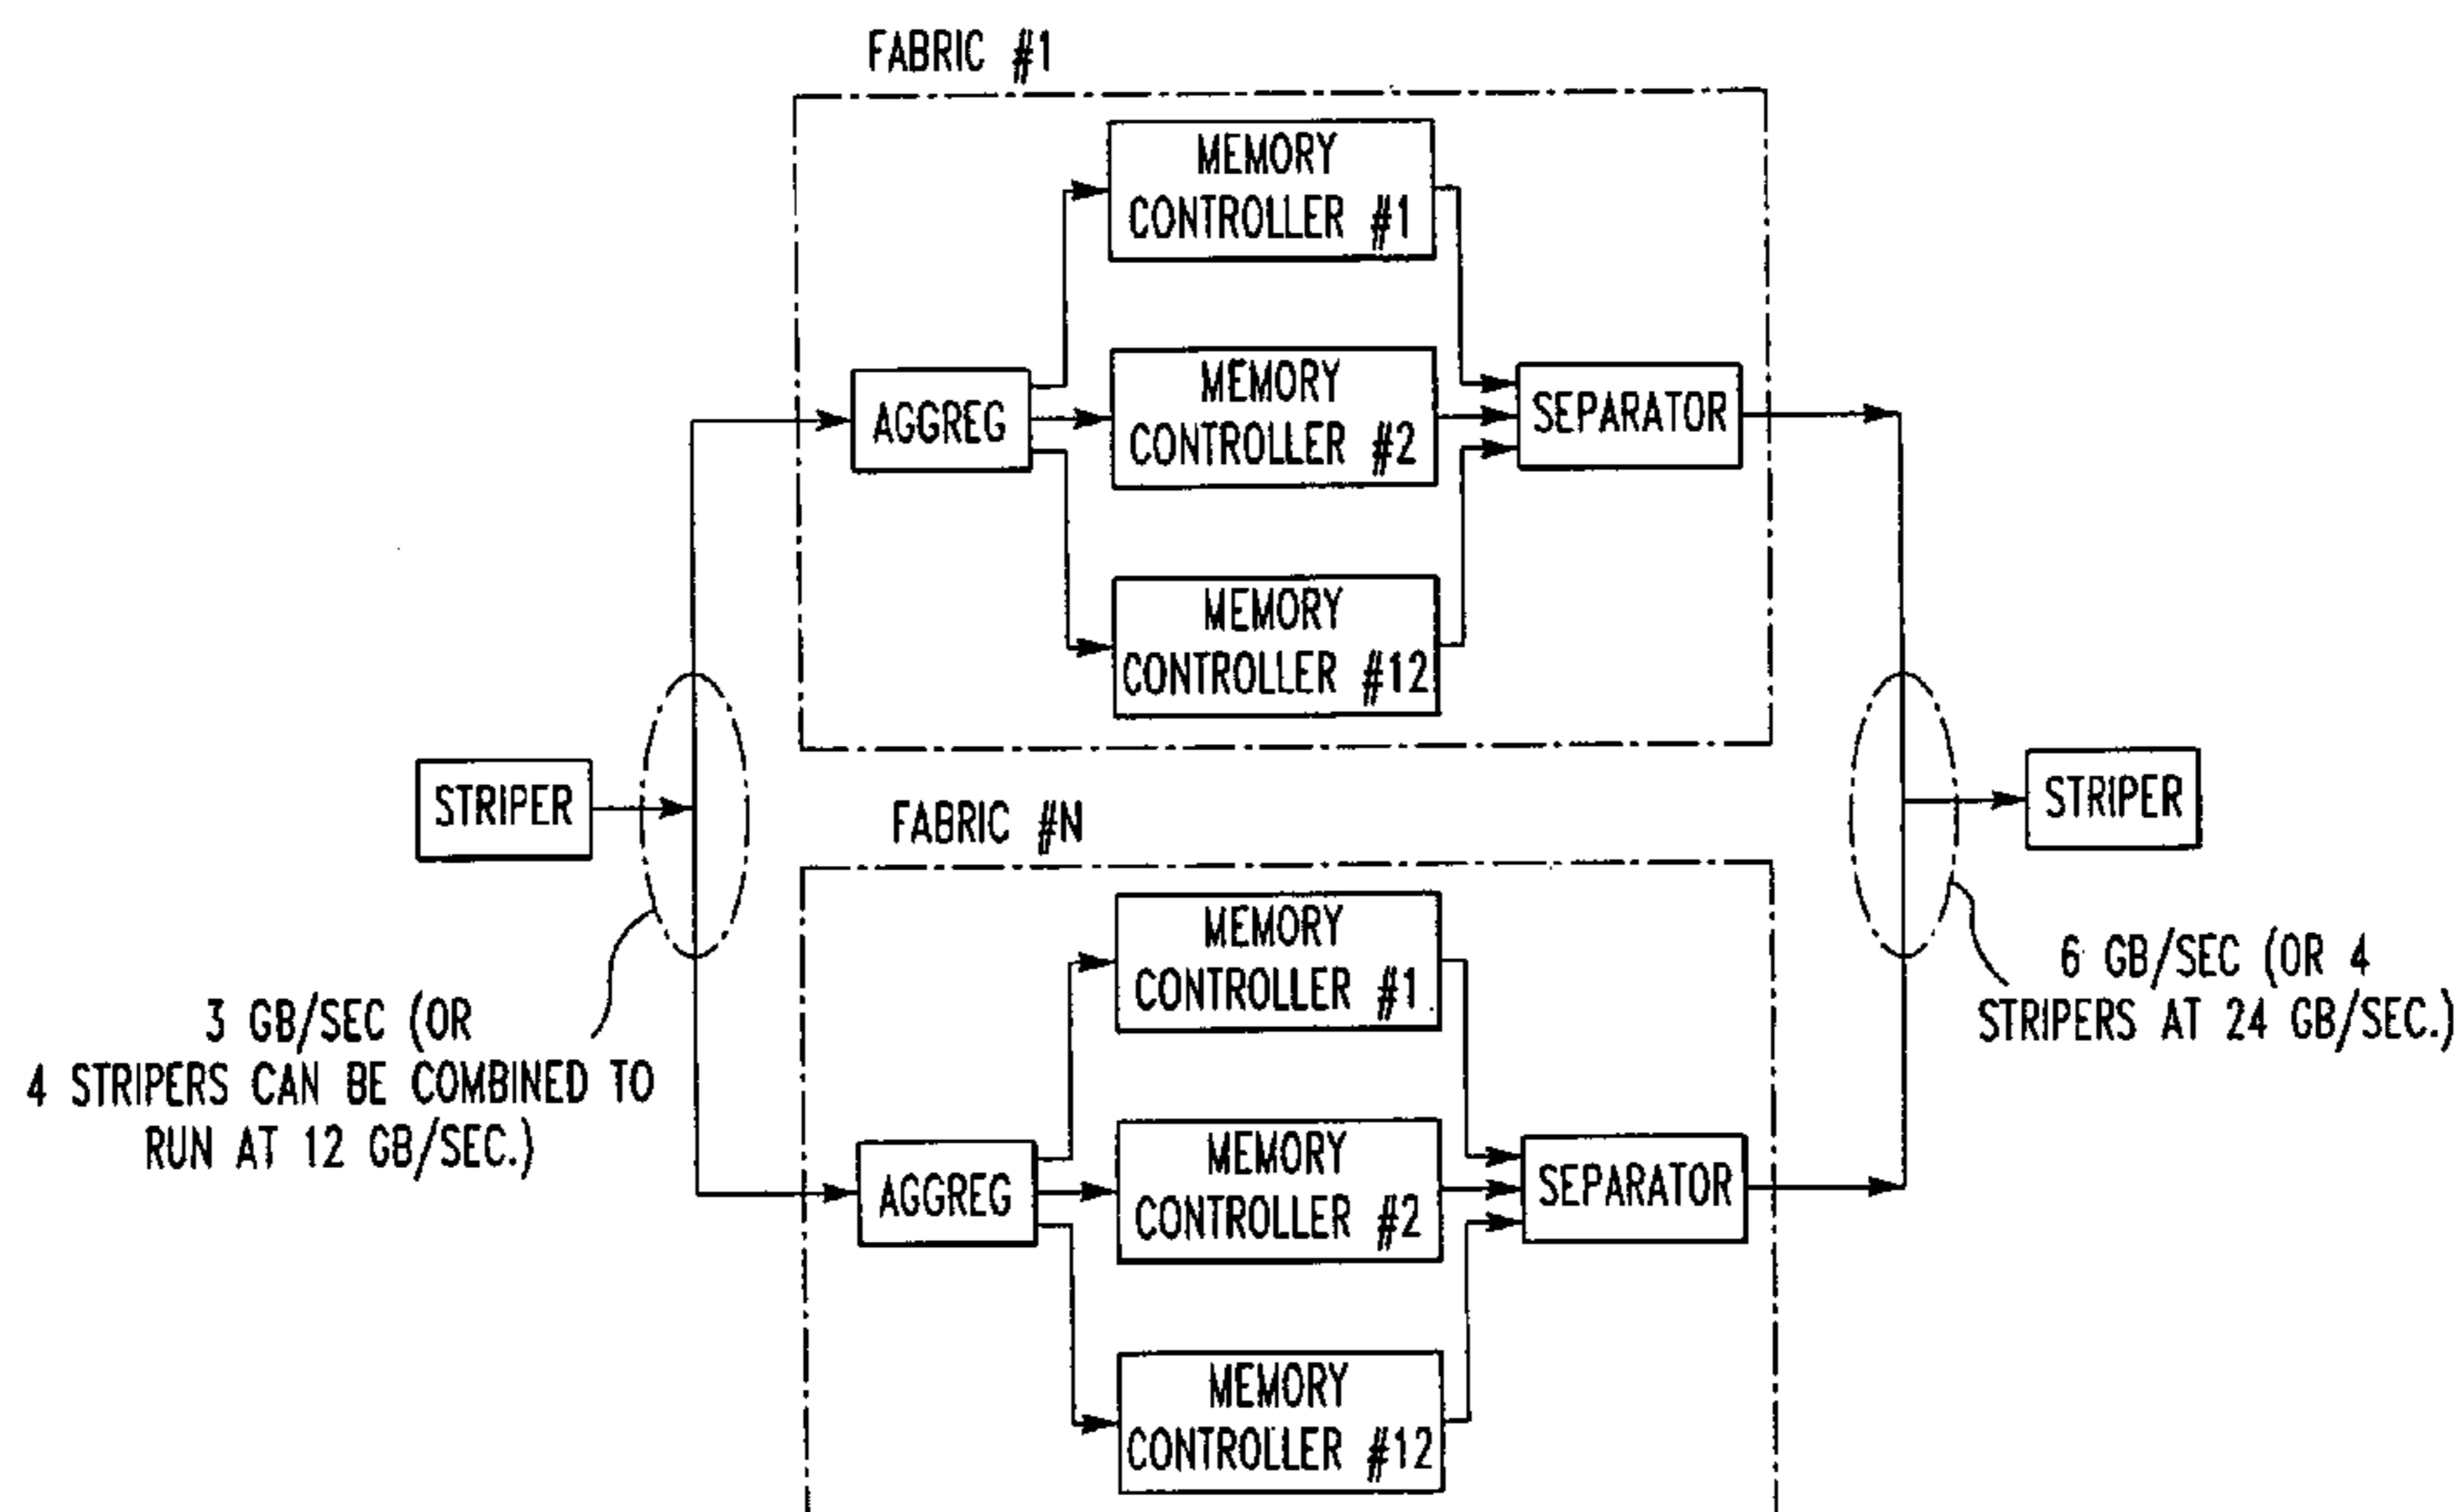 FABRIC #1
MEMORY
CONTROLLER #1
AGGREG
MEMORY
CONTROLLER #2
SEPARATOR
MEMORY
CONTROLLER #12
STRIPER
STRIPER
3 GB/SEC (OR
4 STRIPERS CAN BE COMBINED TO
RUN AT 12 GB/SEC.)
6 GB/SEC (OR 4
STRIPERS AT 24 GB/SEC.)
FABRIC #N
MEMORY
CONTROLLER #1
AGGREG
MEMORY
CONTROLLER #2
SEPARATOR
MEMORY
CONTROLLER #12